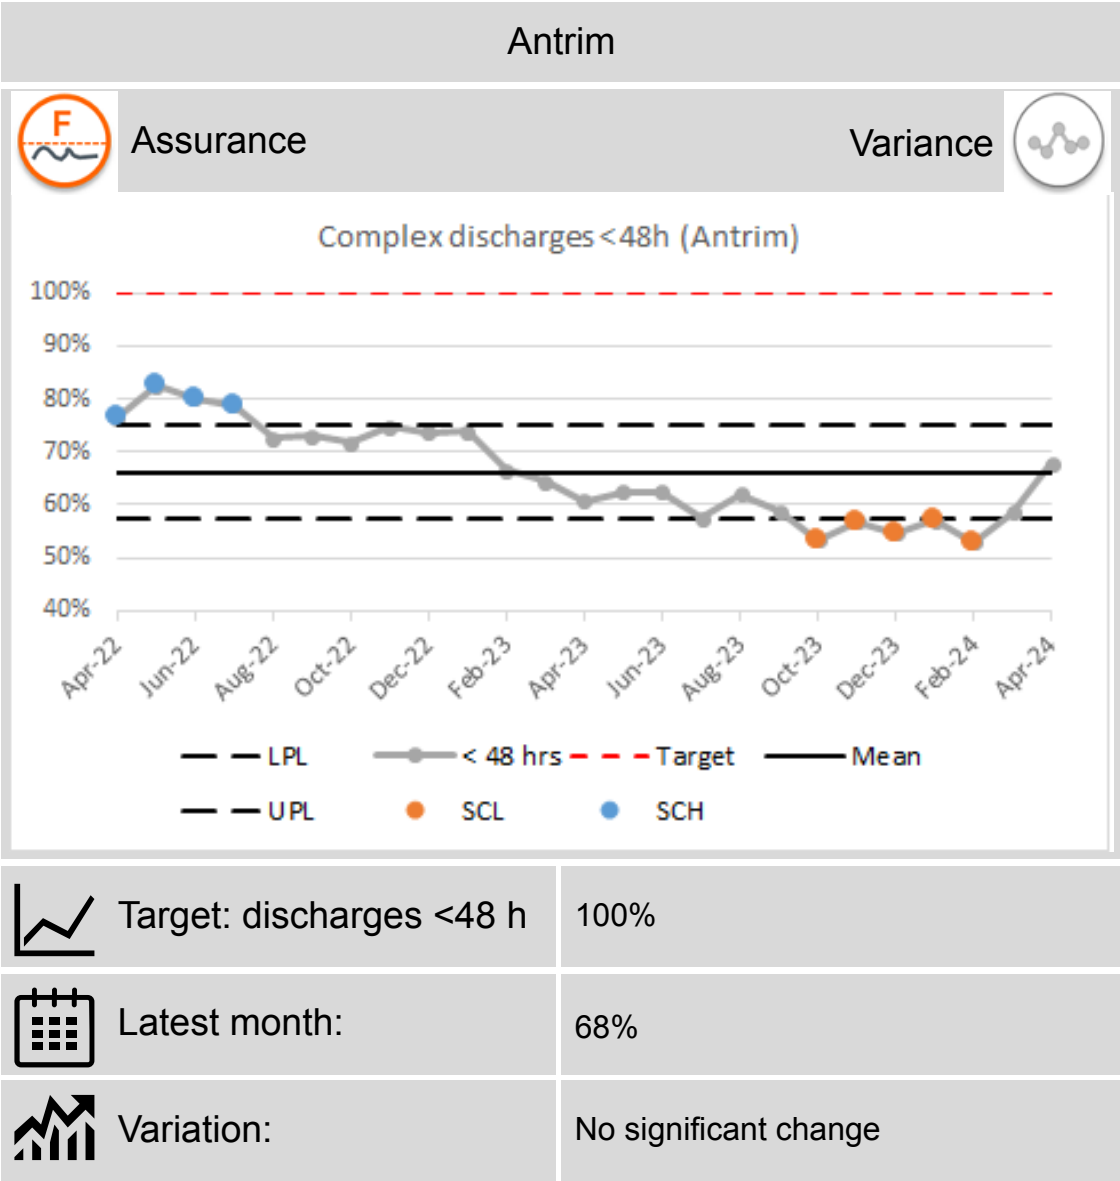 Antrim
F
Assurance
Variance
Complex discharges <48h (Antrim)
100%
90%
80%
70%
60%
50%
40%
Apr-22 Jun-22 Aug-22 Oct-22 Dec-22 Feb-23 Apr-23 Jun-23 Aug-23 Oct-23 Dec-23 Feb-24 Apr-24
LPL < 48 hrs Target Mean
UPL SCL SCH
Target: discharges <48 h 100%
Latest month: 68%
Variation: No significant change